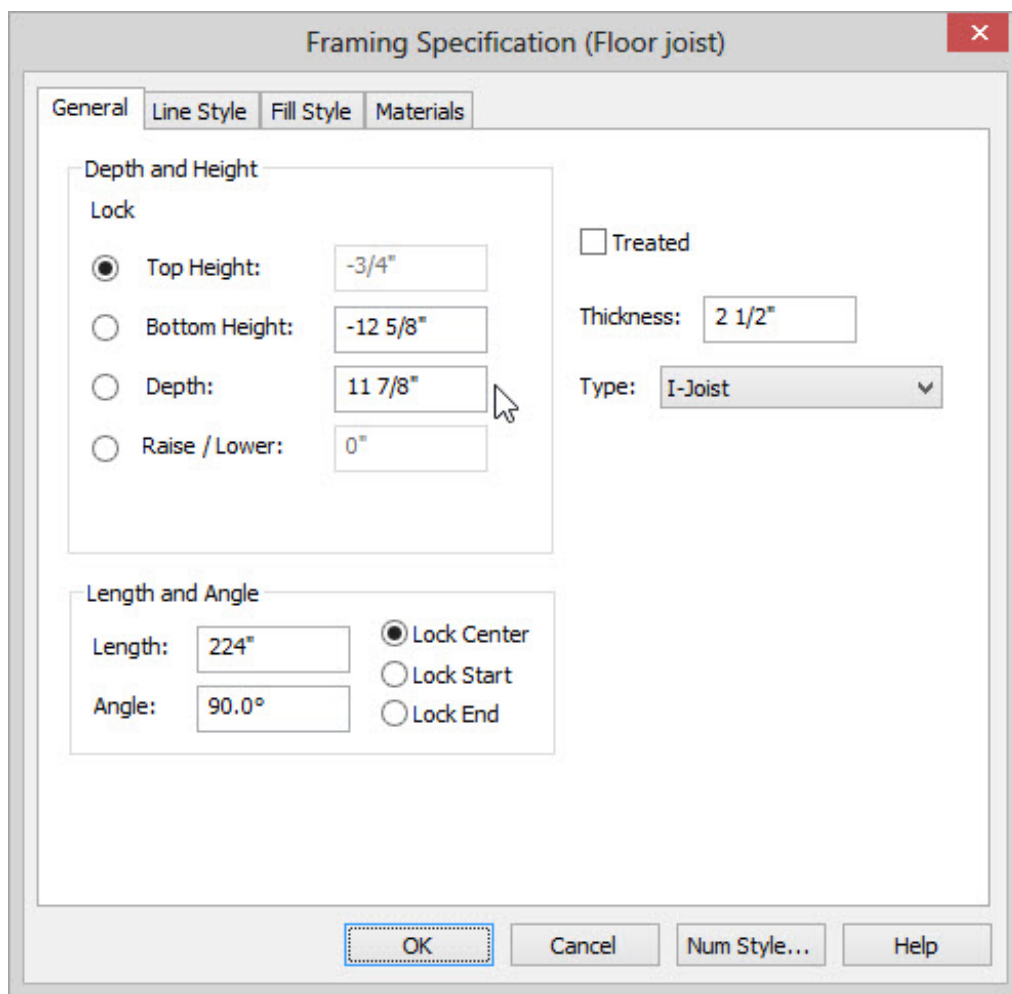 Framing Specification (Floor joist)
General Line Style Fill Style Materials
Depth and Height
Lock
Top Height: -3/4"
Bottom Height: -12 5/8"
Depth: 11 7/8"
Raise / Lower: 0"
Treated
Thickness: 2 1/2"
Type: I-Joist
Length and Angle
Length: 224"
Angle: 90.0°
Lock Center
Lock Start
Lock End
OK Cancel Num Style... Help